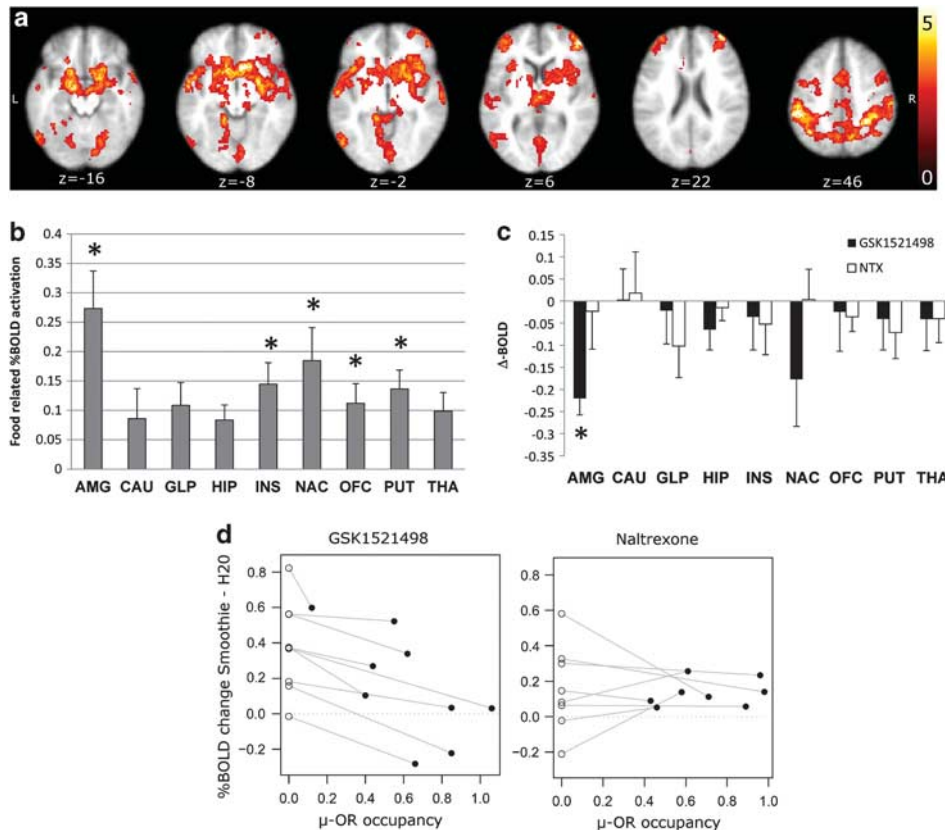 a
5
L
R
z=-16
z=-8
z=-2
z=6
z=22
z=46
0
b
Food related %BOLD activation
0.4
0.35
0.3
0.25
0.2
0.15
0.1
0.05
0
*
*
*
*
*
AMG CAU GLP HIP INS NAC OFC PUT THA
c
Δ-BOLD
0.15
0.1
0.05
0
-0.05
-0.1
-0.15
-0.2
-0.25
-0.3
-0.35
GSK1521498
NTX
*
AMG CAU GLP HIP INS NAC OFC PUT THA
d
GSK1521498
%BOLD change Smoothie - H20
0.8
0.6
0.4
0.2
0.0
−0.2
0.0 0.2 0.4 0.6 0.8 1.0
μ-OR occupancy
Naltrexone
0.8
0.6
0.4
0.2
0.0
−0.2
0.0 0.2 0.4 0.6 0.8 1.0
μ-OR occupancy